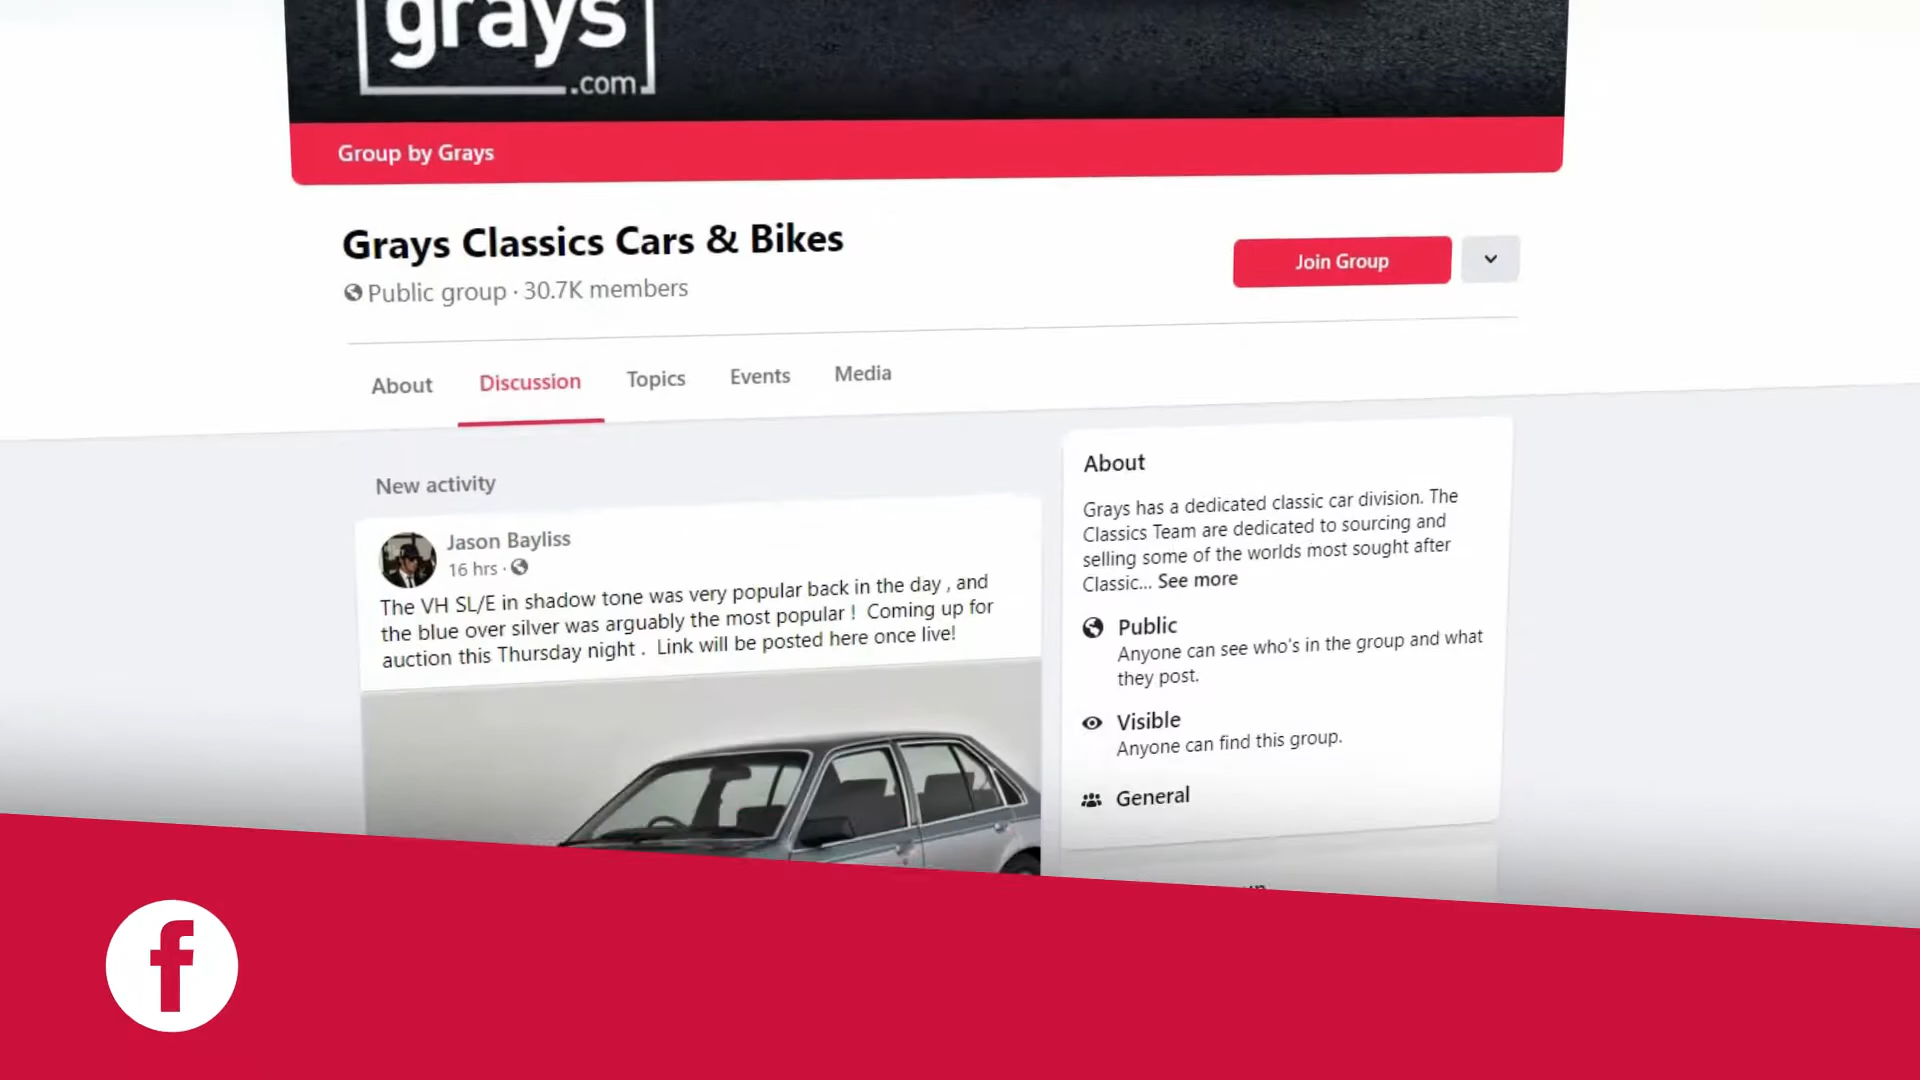 grays
.com
Group by Grays
Grays Classics Cars & Bikes
Public group · 30.7K members
Join Group
About
Discussion
Topics
Events
Media
New activity
Jason Bayliss
16 hrs ·
The VH SL/E in shadow tone was very popular back in the day , and
the blue over silver was arguably the most popular ! Coming up for
auction this Thursday night . Link will be posted here once live!
About
Grays has a dedicated classic car division. The
Classics Team are dedicated to sourcing and
selling some of the worlds most sought after
Classic... See more
Public
Anyone can see who's in the group and what
they post.
Visible
Anyone can find this group.
General
f